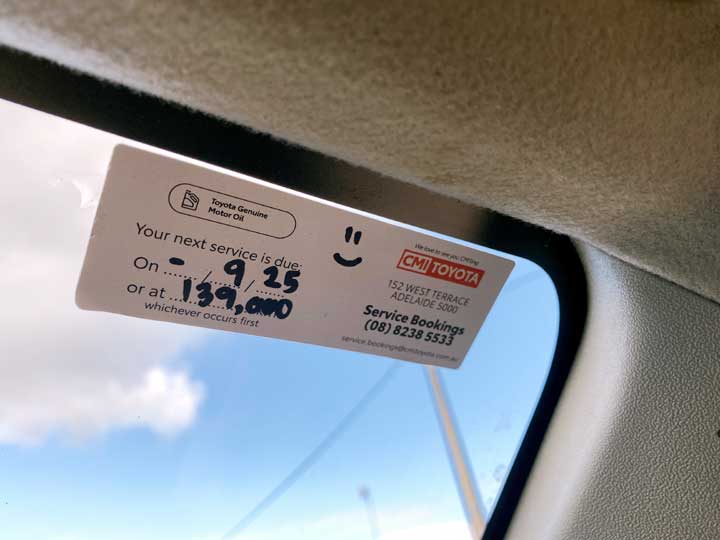 Toyota Genuine
Motor Oil
Your next service is due:
On - / 9 / 25
or at 139,000
whichever occurs first
We love to see you CMiling
CMI TOYOTA
152 WEST TERRACE
ADELAIDE 5000
Service Bookings
(08) 8238 5533
service.bookings@cmitoyota.com.au